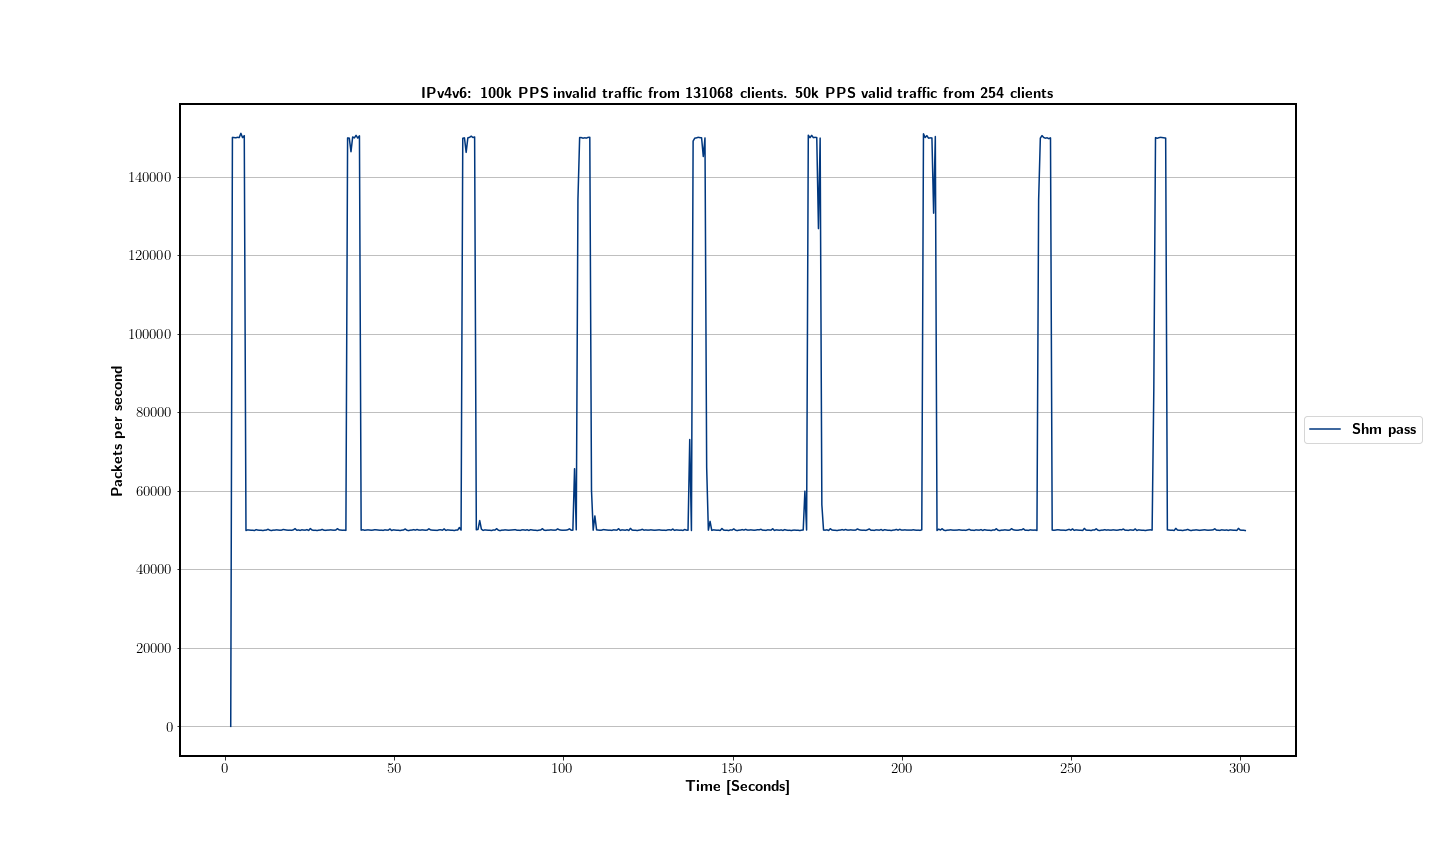 IPv4v6: 100k PPS invalid traffic from 131068 clients. 50k PPS valid traffic from 254 clients
140000
120000
100000
80000
60000
40000
20000
0
Packets per second
0 50 100 150 200 250 300
Time [Seconds]
Shm pass